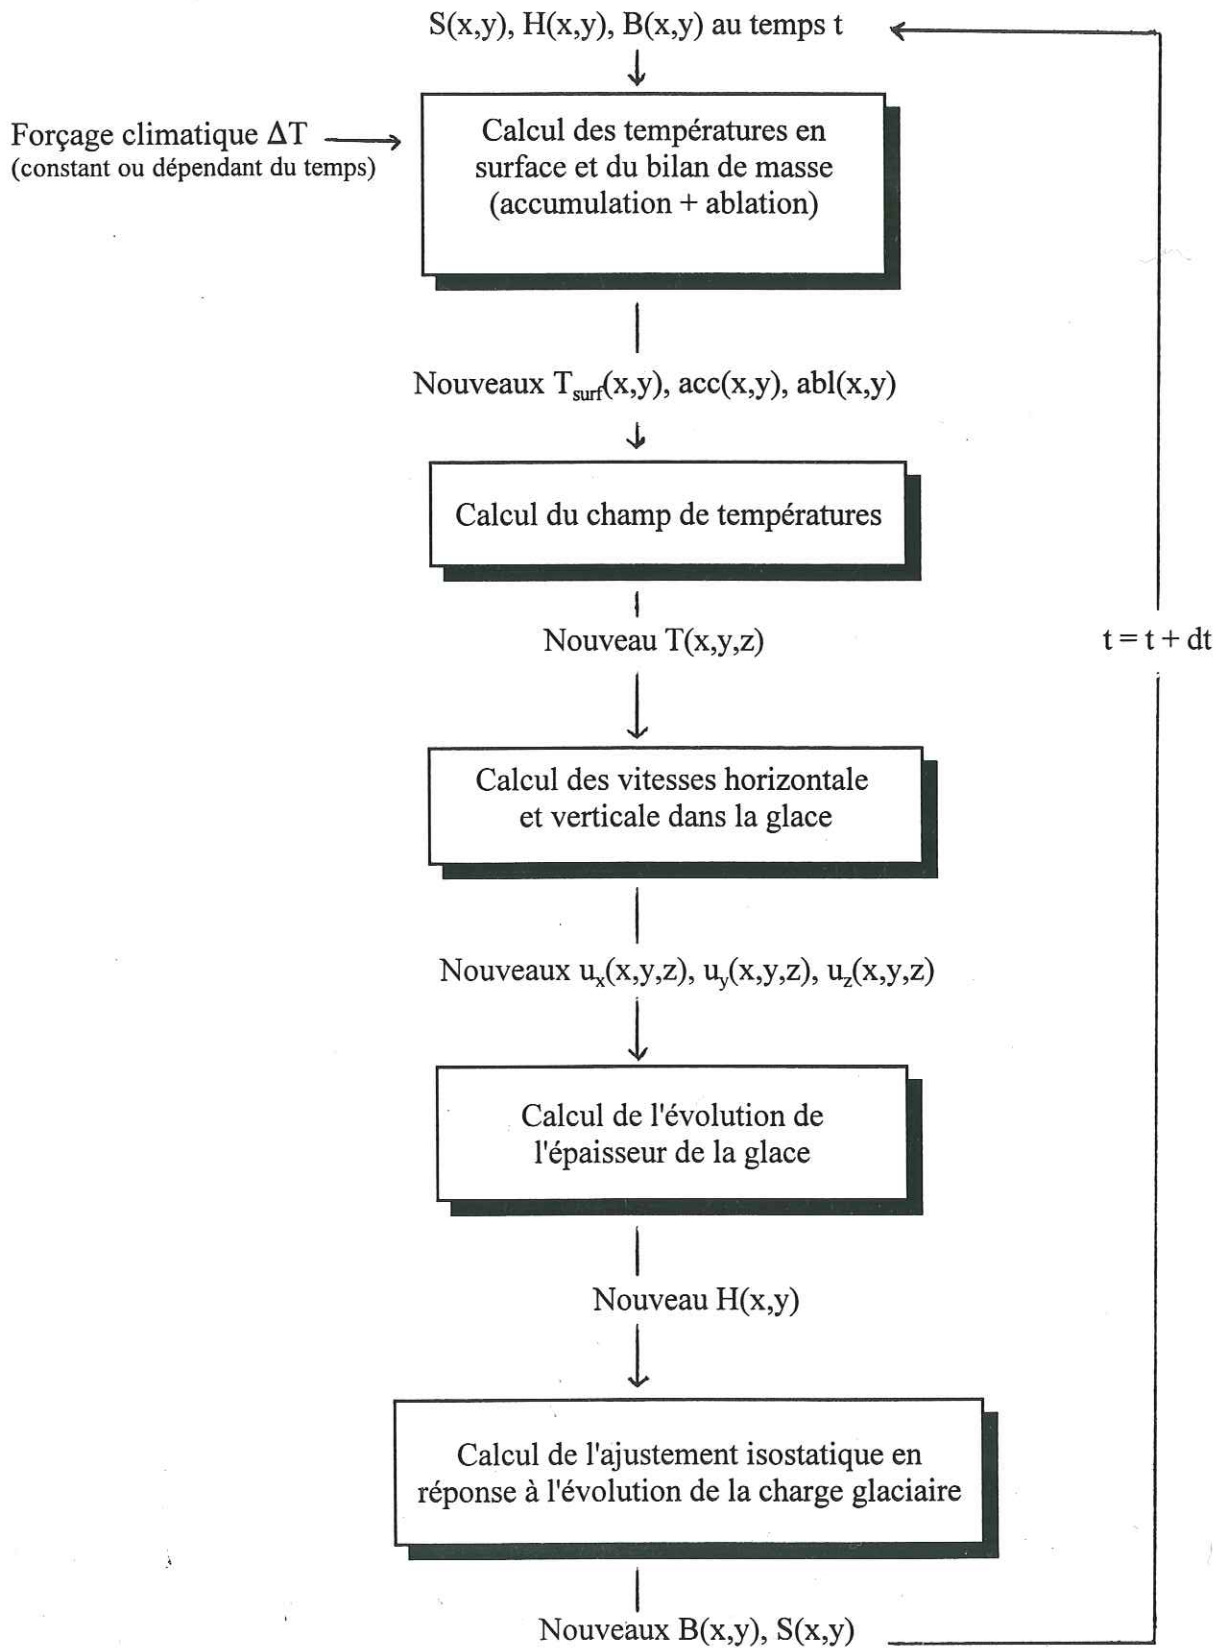 S(x,y), H(x,y), B(x,y) au temps t
Forçage climatique ΔT
(constant ou dépendant du temps)
Calcul des températures en
surface et du bilan de masse
(accumulation + ablation)
Nouveaux T_surf(x,y), acc(x,y), abl(x,y)
Calcul du champ de températures
Nouveau T(x,y,z)
t = t + dt
Calcul des vitesses horizontale
et verticale dans la glace
Nouveaux u_x(x,y,z), u_y(x,y,z), u_z(x,y,z)
Calcul de l'évolution de
l'épaisseur de la glace
Nouveau H(x,y)
Calcul de l'ajustement isostatique en
réponse à l'évolution de la charge glaciaire
Nouveaux B(x,y), S(x,y)